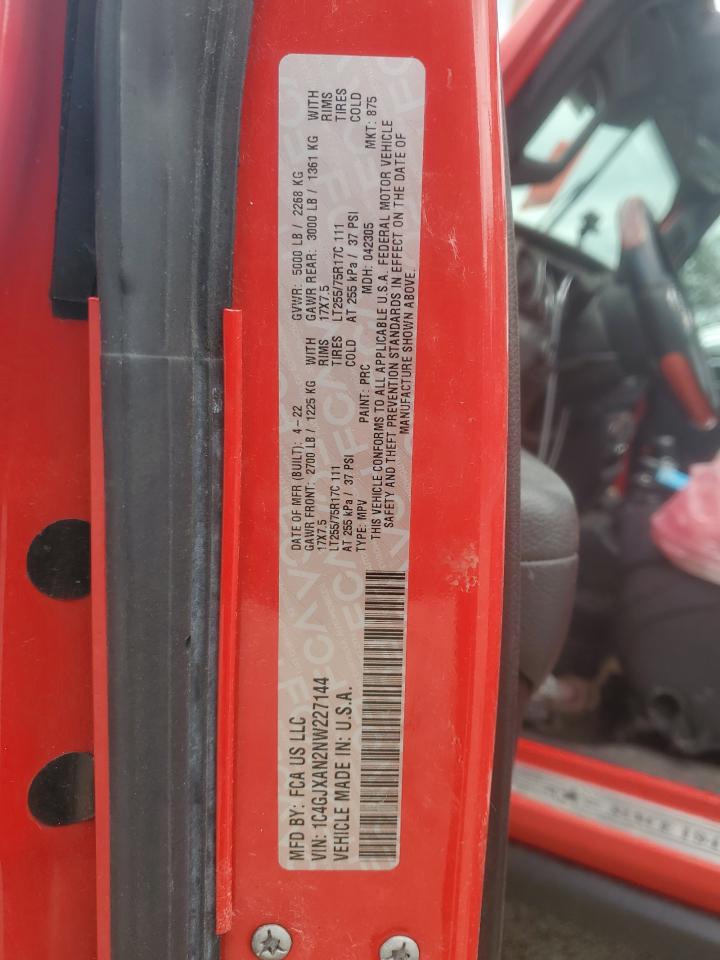 MFD BY: FCA US LLC
DATE OF MFR (BUILT): 4-22
GVWR: 5000 LB / 2268 KG
GAWR FRONT: 2700 LB / 1225 KG WITH
GAWR REAR: 3000 LB / 1361 KG WITH
17X7.5 RIMS
17X7.5 RIMS
LT255/75R17C 111 TIRES
LT255/75R17C 111 TIRES
AT 255 kPa / 37 PSI COLD
AT 255 kPa / 37 PSI COLD
VIN: 1C4GJXAN2NW227144
VEHICLE MADE IN: U.S.A.
TYPE: MPV PAINT: PRC MDH: 042305 MKT: 875
THIS VEHICLE CONFORMS TO ALL APPLICABLE U.S.A. FEDERAL MOTOR VEHICLE
SAFETY AND THEFT PREVENTION STANDARDS IN EFFECT ON THE DATE OF
MANUFACTURE SHOWN ABOVE.